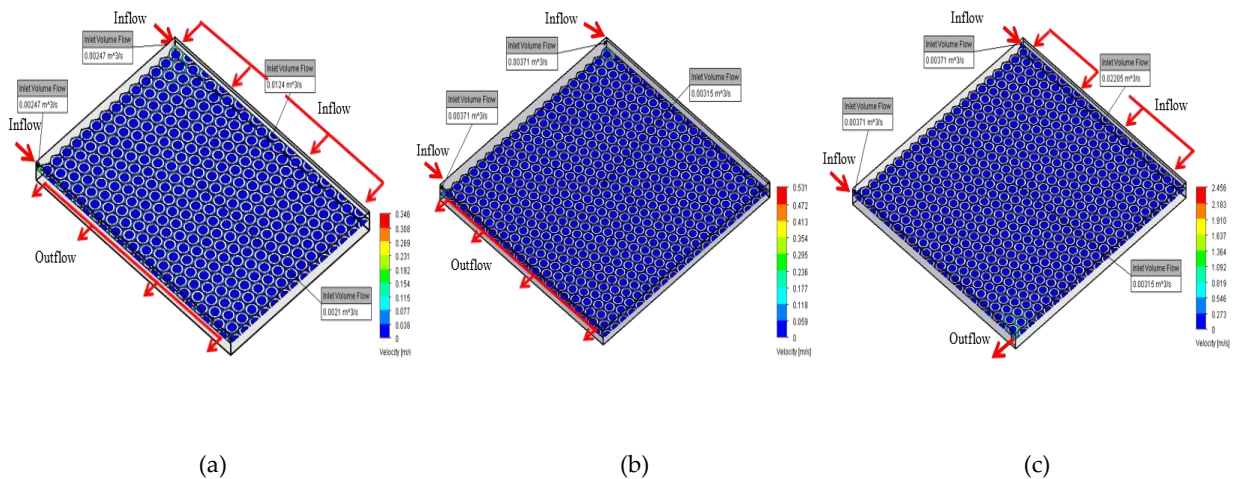 Inflow
Inlet Volume Flow
0.00247 m^3/s
Inlet Volume Flow
0.0124 m^3/s
Inflow
Inlet Volume Flow
0.00247 m^3/s
Inflow
Outflow
Inlet Volume Flow
0.0021 m^3/s
0.346
0.308
0.269
0.231
0.192
0.154
0.115
0.077
0.038
0
Velocity [m/s
(a)
Inflow
Inlet Volume Flow
0.00371 m^3/s
Inlet Volume Flow
0.00315 m^3/s
Inlet Volume Flow
0.00371 m^3/s
Inflow
Outflow
0.531
0.472
0.413
0.354
0.295
0.236
0.177
0.118
0.059
0
Velocity [m/s]
(b)
Inflow
Inlet Volume Flow
0.00371 m^3/s
Inlet Volume Flow
0.02205 m^3/s
Inflow
Inlet Volume Flow
0.00371 m^3/s
Inflow
Inlet Volume Flow
0.00315 m^3/s
Outflow
2.456
2.183
1.910
1.637
1.364
1.092
0.819
0.546
0.273
0
Velocity [m/s]
(c)